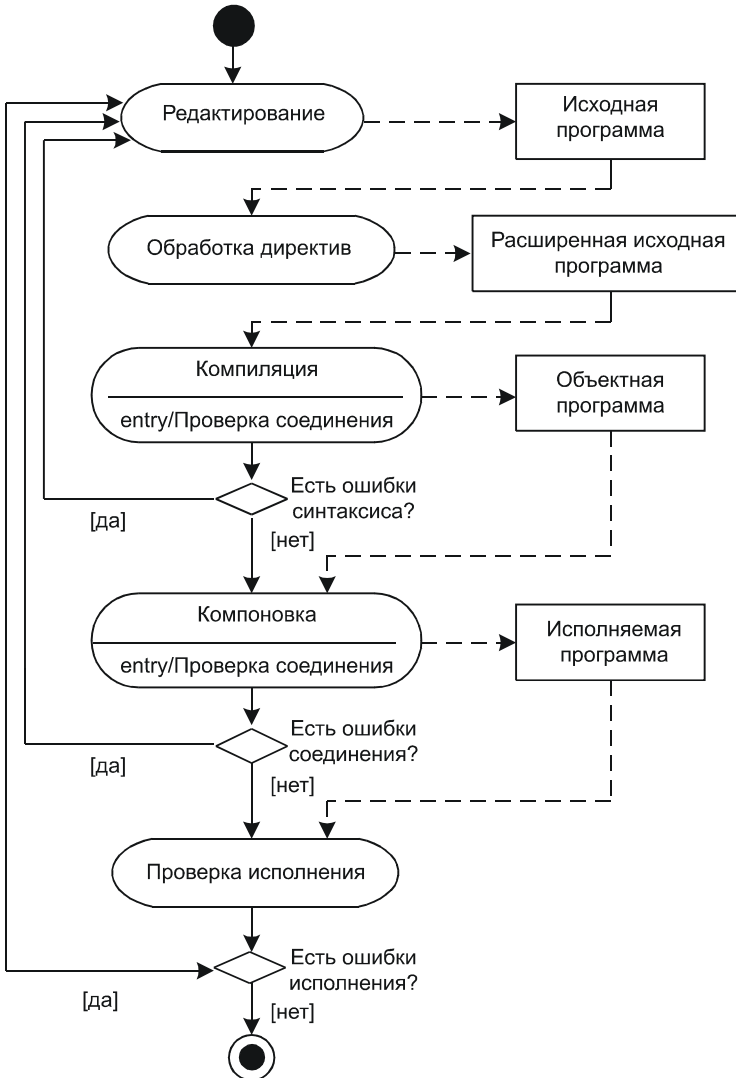 Редактирование
Исходная
программа
Обработка директив
Расширенная исходная
программа
Компиляция
entry/Проверка соединения
Объектная
программа
Есть ошибки
синтаксиса?
[да]
[нет]
Компоновка
entry/Проверка соединения
Исполняемая
программа
Есть ошибки
соединения?
[да]
[нет]
Проверка исполнения
Есть ошибки
исполнения?
[да]
[нет]